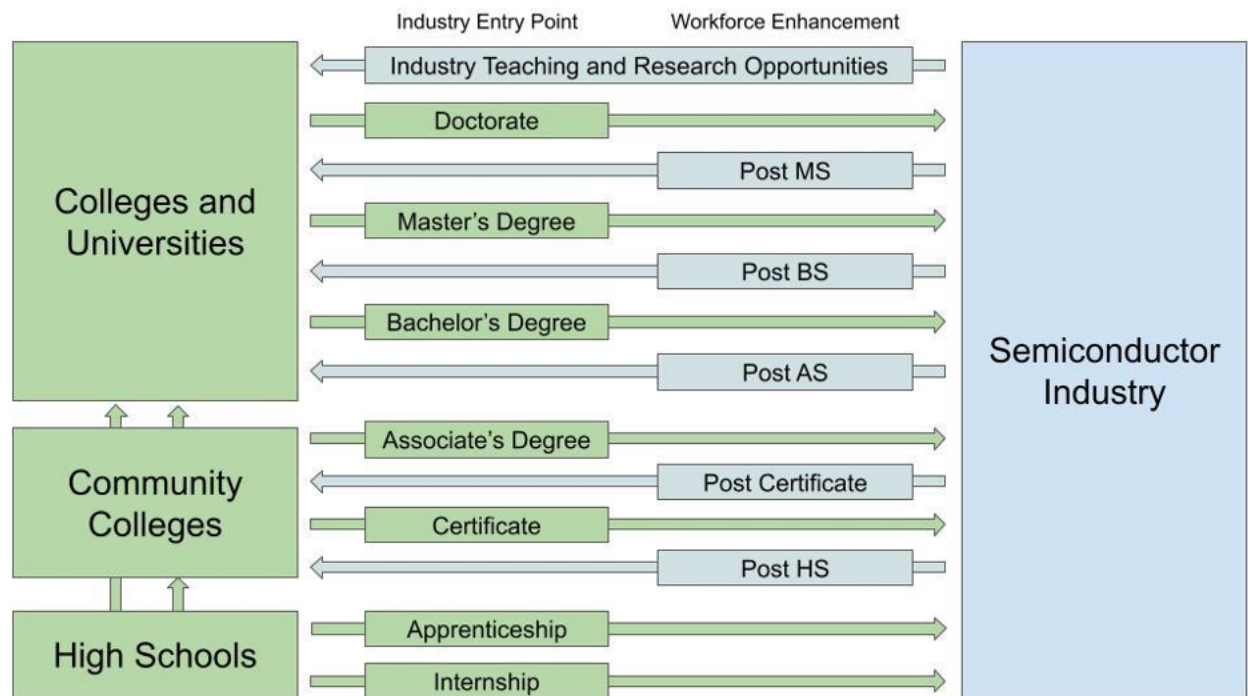 Industry Entry Point
Workforce Enhancement
Industry Teaching and Research Opportunities
Doctorate
Post MS
Colleges and
Universities
Master’s Degree
Post BS
Bachelor’s Degree
Post AS
Semiconductor
Industry
Associate’s Degree
Community
Colleges
Post Certificate
Certificate
Post HS
Apprenticeship
High Schools
Internship